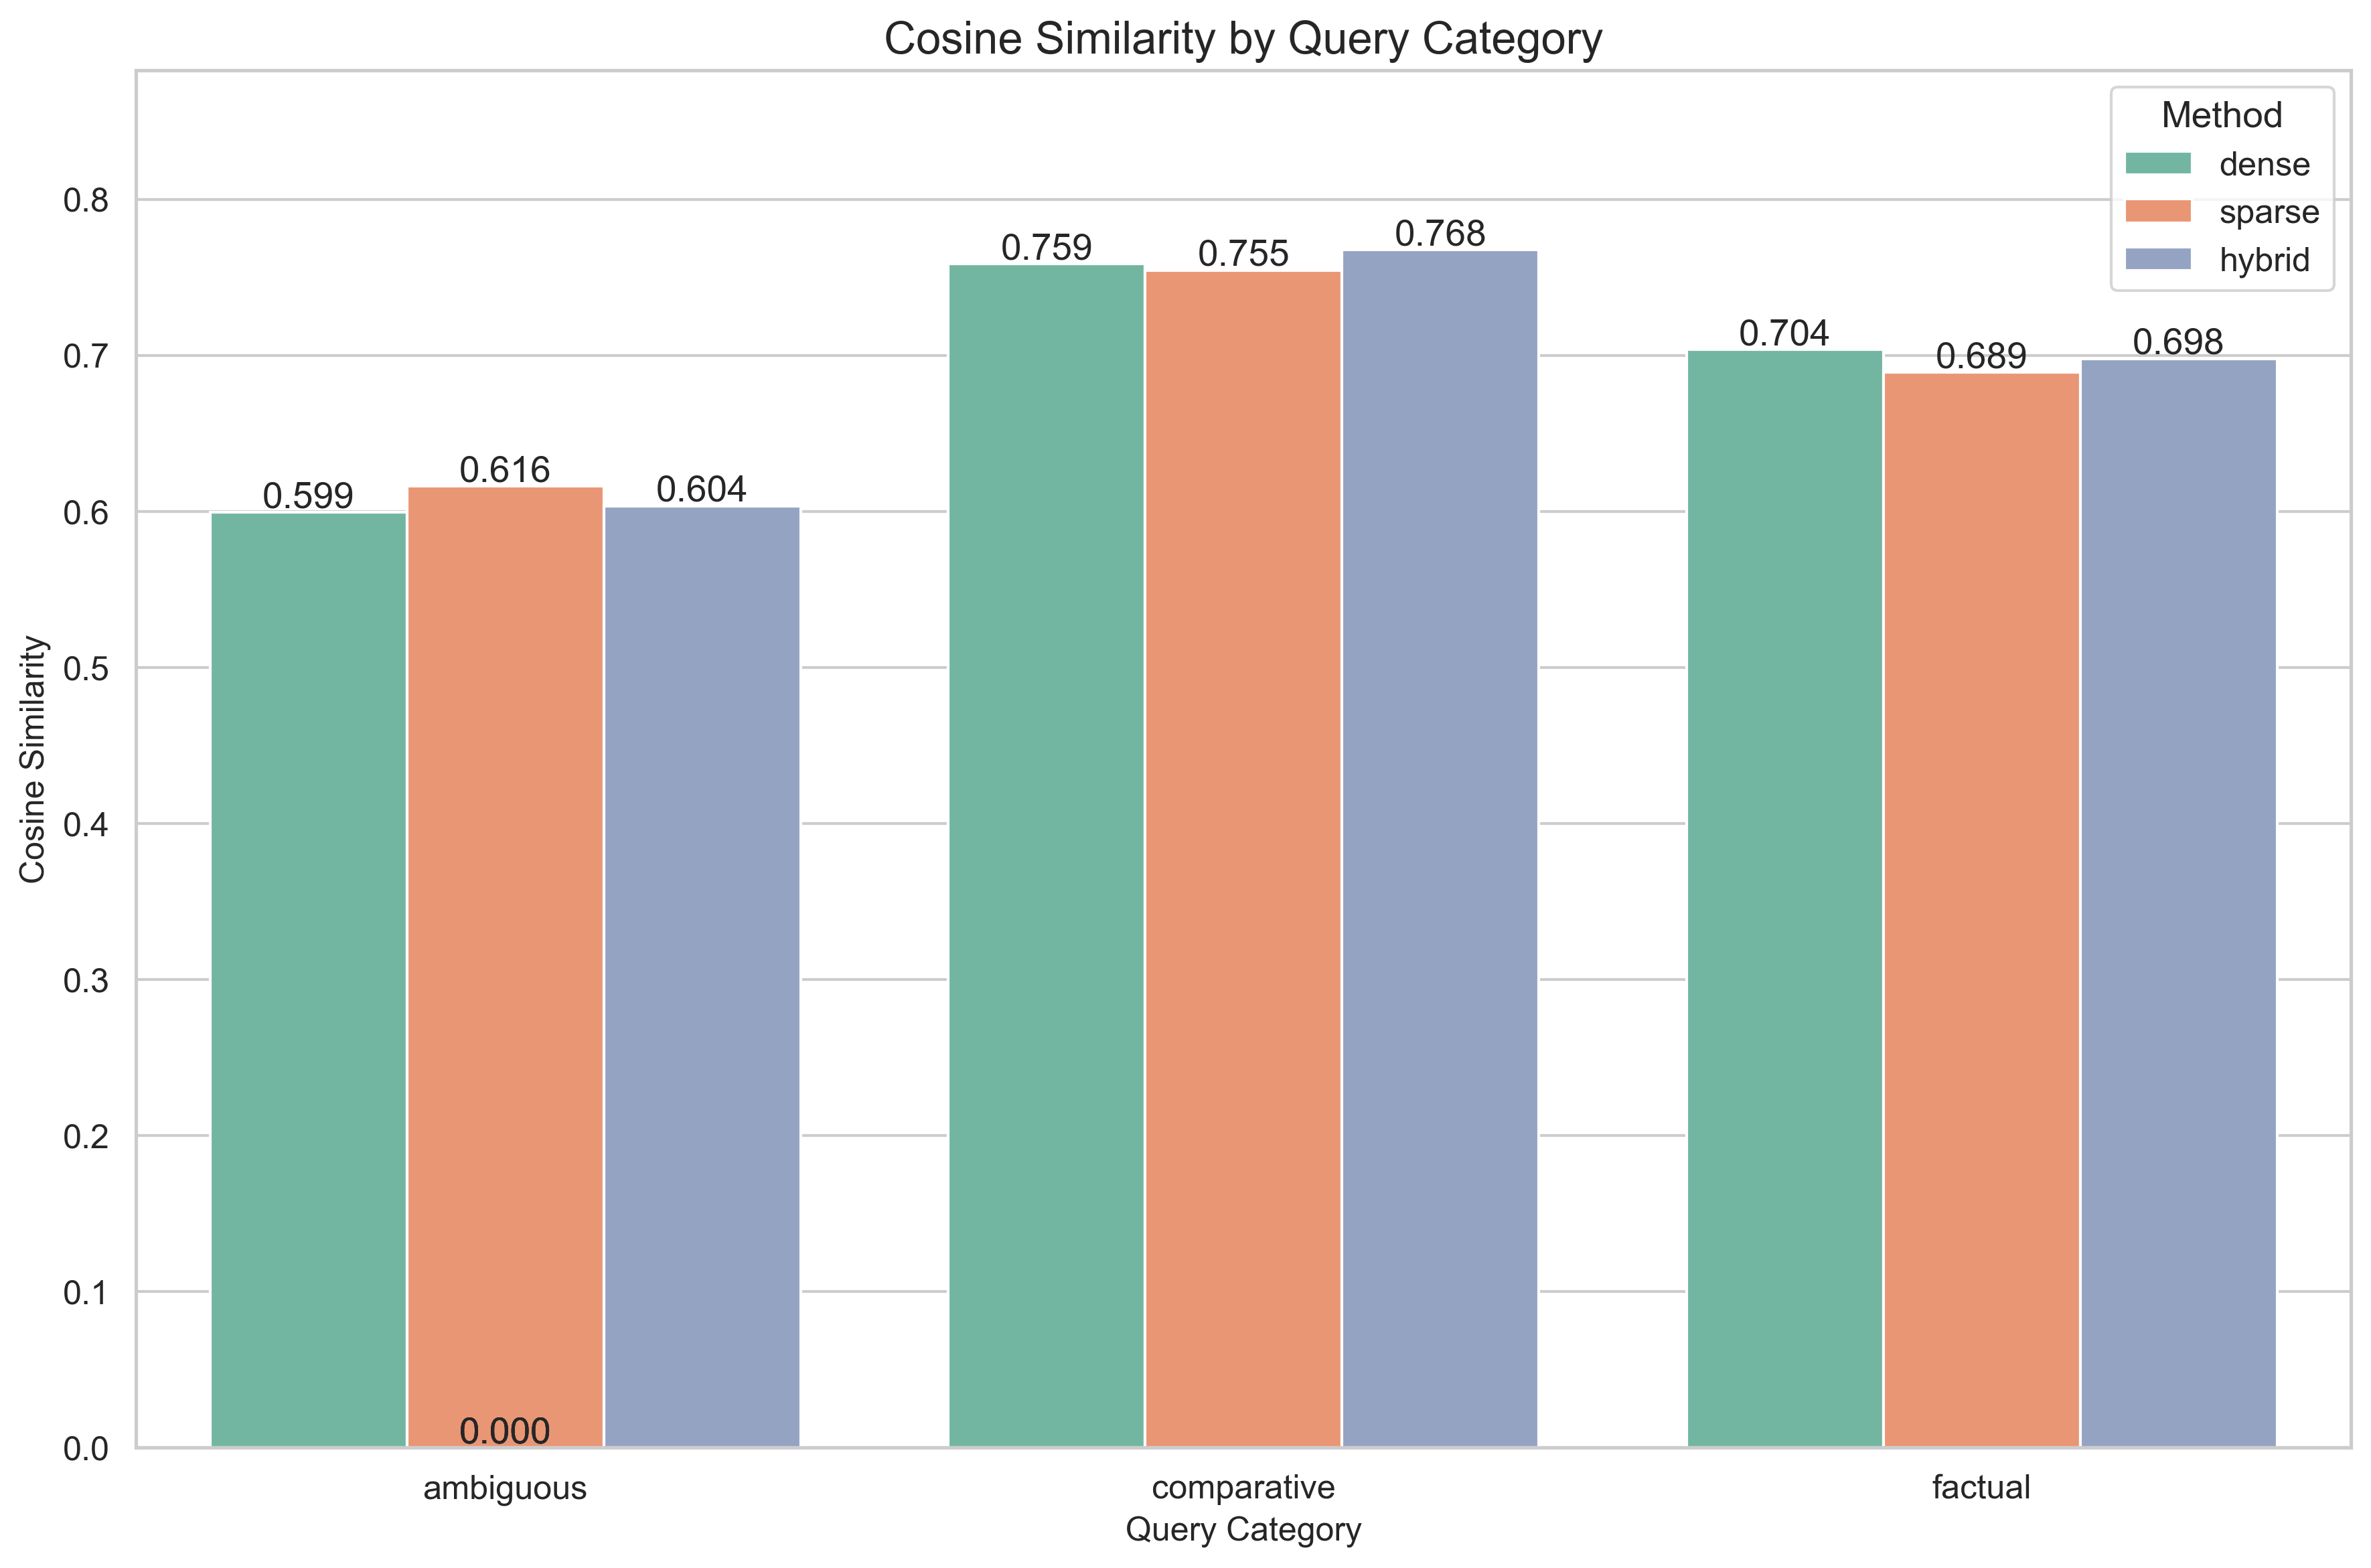 Cosine Similarity by Query Category
Method
dense
sparse
hybrid
Cosine Similarity
0.8
0.7
0.6
0.5
0.4
0.3
0.2
0.1
0.0
0.599
0.616
0.604
0.000
0.759
0.755
0.768
0.704
0.689
0.698
ambiguous
comparative
factual
Query Category